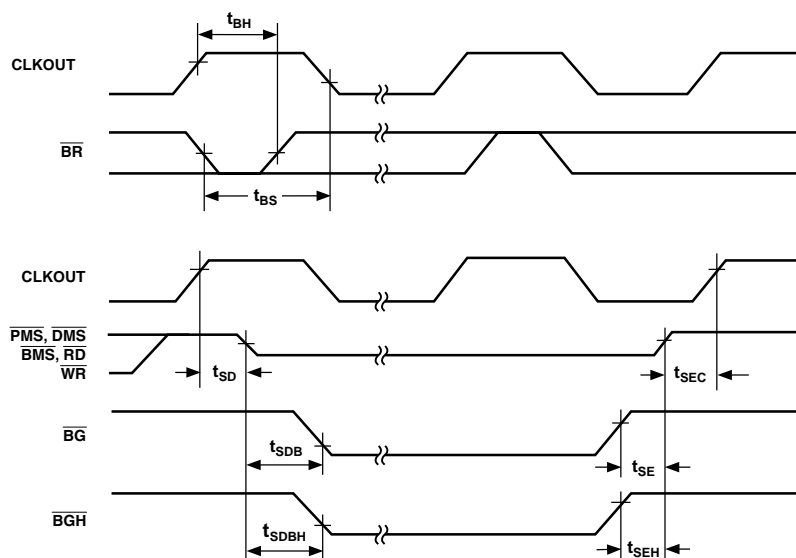 tBH
CLKOUT
BR
tBS
CLKOUT
PMS, DMS
BMS, RD
WR
tSD
tSEC
BG
tSDB
tSE
BGH
tSDBH
tSEH